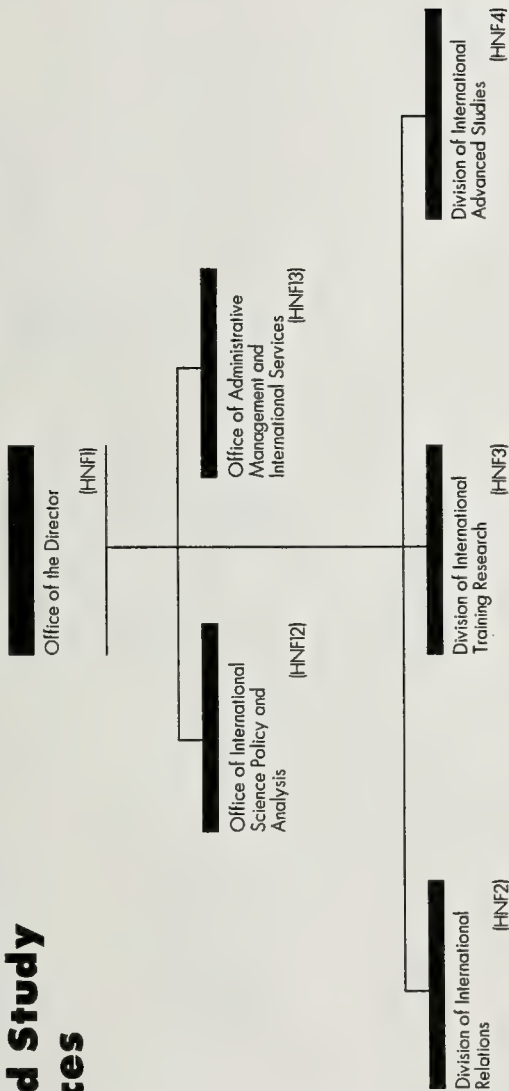 d Study
ces
Office of the Director
(HNF1)
Office of International
Science Policy and
Analysis
(HNF12)
Office of Administrative
Management and
International Services
(HNF13)
Division of International
Relations
(HNF2)
Division of International
Training Research
(HNF3)
Division of International
Advanced Studies
(HNF4)